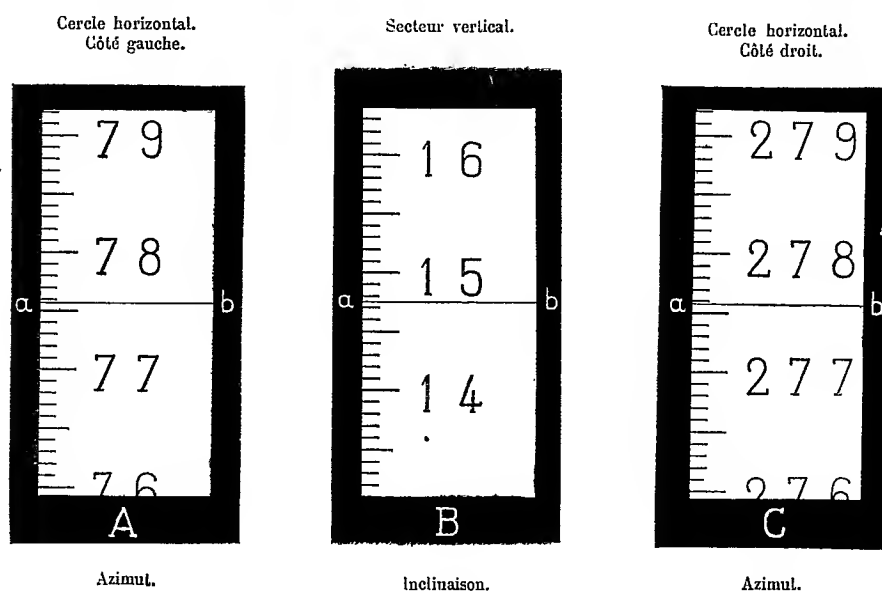 Cercle horizontal.
Côté gauche.
79
78
a b
77
76
A
Azimut.
Secteur vertical.
16
15
a b
14
B
Inclinaison.
Cercle horizontal.
Côté droit.
279
278
a b
277
276
C
Azimut.